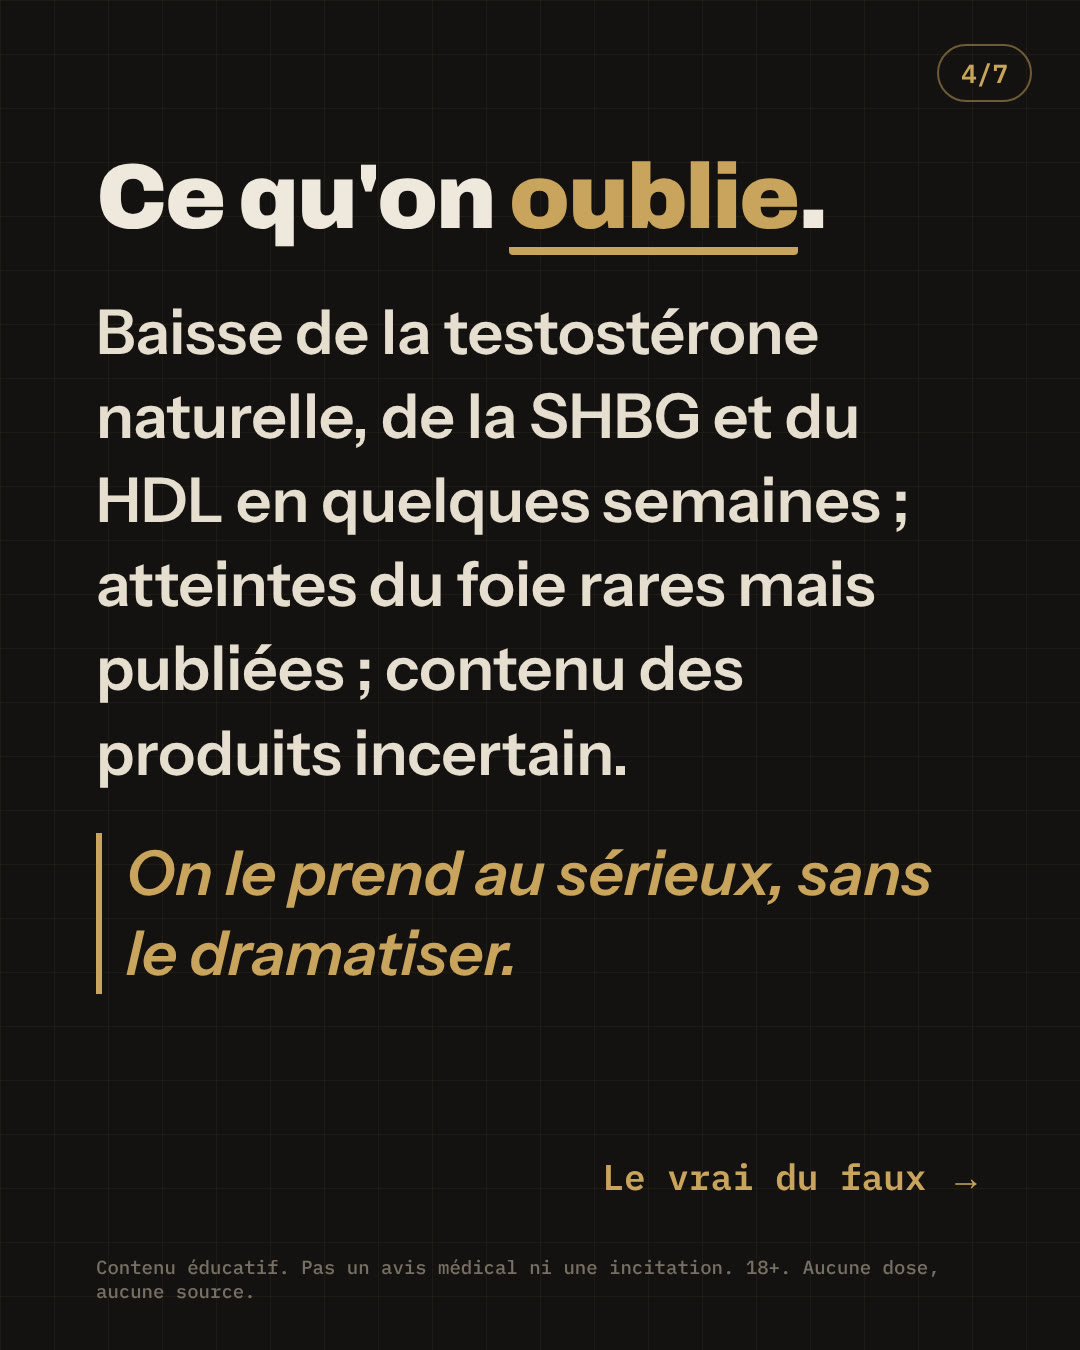 4/7
Ce qu'on oublie.
Baisse de la testostérone
naturelle, de la SHBG et du
HDL en quelques semaines ;
atteintes du foie rares mais
publiées ; contenu des
produits incertain.
On le prend au sérieux, sans
le dramatiser.
Le vrai du faux →
Contenu éducatif. Pas un avis médical ni une incitation. 18+. Aucune dose,
aucune source.